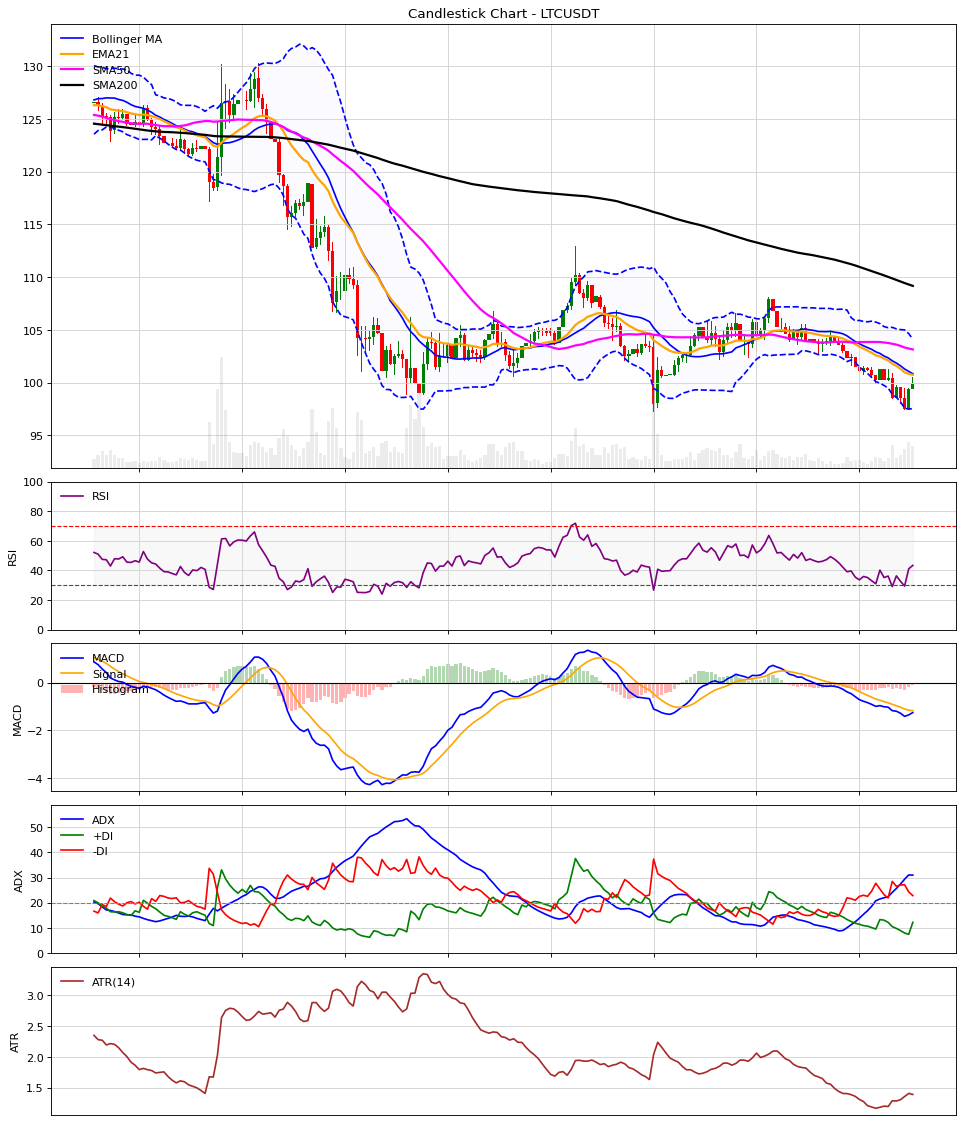 Candlestick Chart - LTCUSDT
Bollinger MA
EMA21
SMA50
SMA200
130
125
120
115
110
105
100
95
RSI
RSI
100
80
60
40
20
0
MACD
MACD
Signal
Histogram
0
−2
−4
ADX
ADX
+DI
-DI
50
40
30
20
10
0
ATR
ATR(14)
3.0
2.5
2.0
1.5